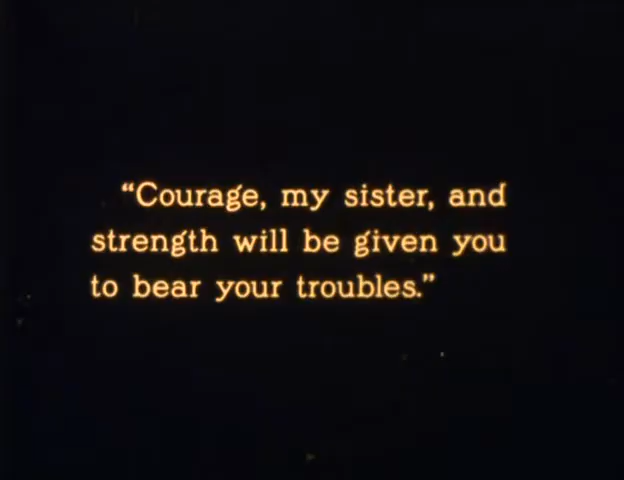 “Courage, my sister, and
strength will be given you
to bear your troubles.”